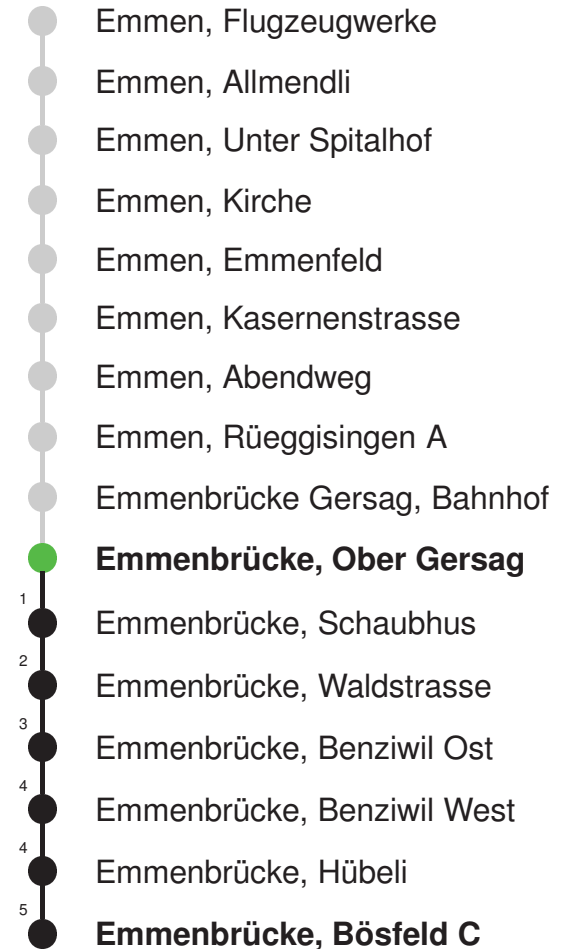 Emmen, Flugzeugwerke
Emmen, Allmendli
Emmen, Unter Spitalhof
Emmen, Kirche
Emmen, Emmenfeld
Emmen, Kasernenstrasse
Emmen, Abendweg
Emmen, Rüeggisingen A
Emmenbrücke Gersag, Bahnhof
Emmenbrücke, Ober Gersag
1 Emmenbrücke, Schaubhus
2 Emmenbrücke, Waldstrasse
3 Emmenbrücke, Benziwil Ost
4 Emmenbrücke, Benziwil West
4 Emmenbrücke, Hübeli
5 Emmenbrücke, Bösfeld C